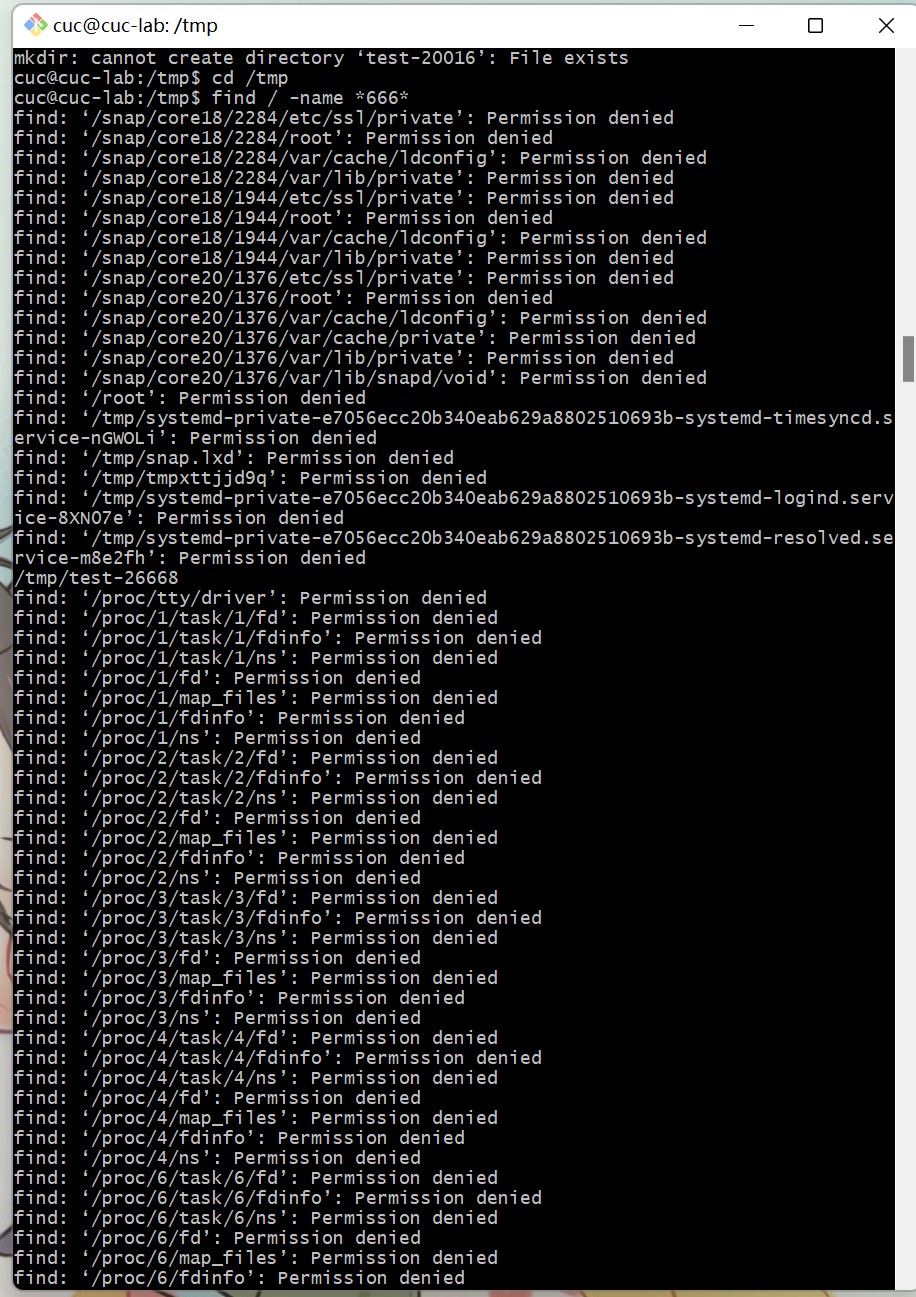 cuc@cuc-lab: /tmp
mkdir: cannot create directory ‘test-20016’: File exists
cuc@cuc-lab:/tmp$ cd /tmp
cuc@cuc-lab:/tmp$ find / -name *666*
find: ‘/snap/core18/2284/etc/ssl/private’: Permission denied
find: ‘/snap/core18/2284/root’: Permission denied
find: ‘/snap/core18/2284/var/cache/ldconfig’: Permission denied
find: ‘/snap/core18/2284/var/lib/private’: Permission denied
find: ‘/snap/core18/1944/etc/ssl/private’: Permission denied
find: ‘/snap/core18/1944/root’: Permission denied
find: ‘/snap/core18/1944/var/cache/ldconfig’: Permission denied
find: ‘/snap/core18/1944/var/lib/private’: Permission denied
find: ‘/snap/core20/1376/etc/ssl/private’: Permission denied
find: ‘/snap/core20/1376/root’: Permission denied
find: ‘/snap/core20/1376/var/cache/ldconfig’: Permission denied
find: ‘/snap/core20/1376/var/cache/private’: Permission denied
find: ‘/snap/core20/1376/var/lib/private’: Permission denied
find: ‘/snap/core20/1376/var/lib/snapd/void’: Permission denied
find: ‘/root’: Permission denied
find: ‘/tmp/systemd-private-e7056ecc20b340eab629a8802510693b-systemd-timesyncd.s
ervice-nGWOLi’: Permission denied
find: ‘/tmp/snap.lxd’: Permission denied
find: ‘/tmp/tmpxttjjd9q’: Permission denied
find: ‘/tmp/systemd-private-e7056ecc20b340eab629a8802510693b-systemd-logind.serv
ice-8XNO7e’: Permission denied
find: ‘/tmp/systemd-private-e7056ecc20b340eab629a8802510693b-systemd-resolved.se
rvice-m8e2fh’: Permission denied
/tmp/test-26668
find: ‘/proc/tty/driver’: Permission denied
find: ‘/proc/1/task/1/fd’: Permission denied
find: ‘/proc/1/task/1/fdinfo’: Permission denied
find: ‘/proc/1/task/1/ns’: Permission denied
find: ‘/proc/1/fd’: Permission denied
find: ‘/proc/1/map_files’: Permission denied
find: ‘/proc/1/fdinfo’: Permission denied
find: ‘/proc/1/ns’: Permission denied
find: ‘/proc/2/task/2/fd’: Permission denied
find: ‘/proc/2/task/2/fdinfo’: Permission denied
find: ‘/proc/2/task/2/ns’: Permission denied
find: ‘/proc/2/fd’: Permission denied
find: ‘/proc/2/map_files’: Permission denied
find: ‘/proc/2/fdinfo’: Permission denied
find: ‘/proc/2/ns’: Permission denied
find: ‘/proc/3/task/3/fd’: Permission denied
find: ‘/proc/3/task/3/fdinfo’: Permission denied
find: ‘/proc/3/task/3/ns’: Permission denied
find: ‘/proc/3/fd’: Permission denied
find: ‘/proc/3/map_files’: Permission denied
find: ‘/proc/3/fdinfo’: Permission denied
find: ‘/proc/3/ns’: Permission denied
find: ‘/proc/4/task/4/fd’: Permission denied
find: ‘/proc/4/task/4/fdinfo’: Permission denied
find: ‘/proc/4/task/4/ns’: Permission denied
find: ‘/proc/4/fd’: Permission denied
find: ‘/proc/4/map_files’: Permission denied
find: ‘/proc/4/fdinfo’: Permission denied
find: ‘/proc/4/ns’: Permission denied
find: ‘/proc/6/task/6/fd’: Permission denied
find: ‘/proc/6/task/6/fdinfo’: Permission denied
find: ‘/proc/6/task/6/ns’: Permission denied
find: ‘/proc/6/fd’: Permission denied
find: ‘/proc/6/map_files’: Permission denied
find: ‘/proc/6/fdinfo’: Permission denied